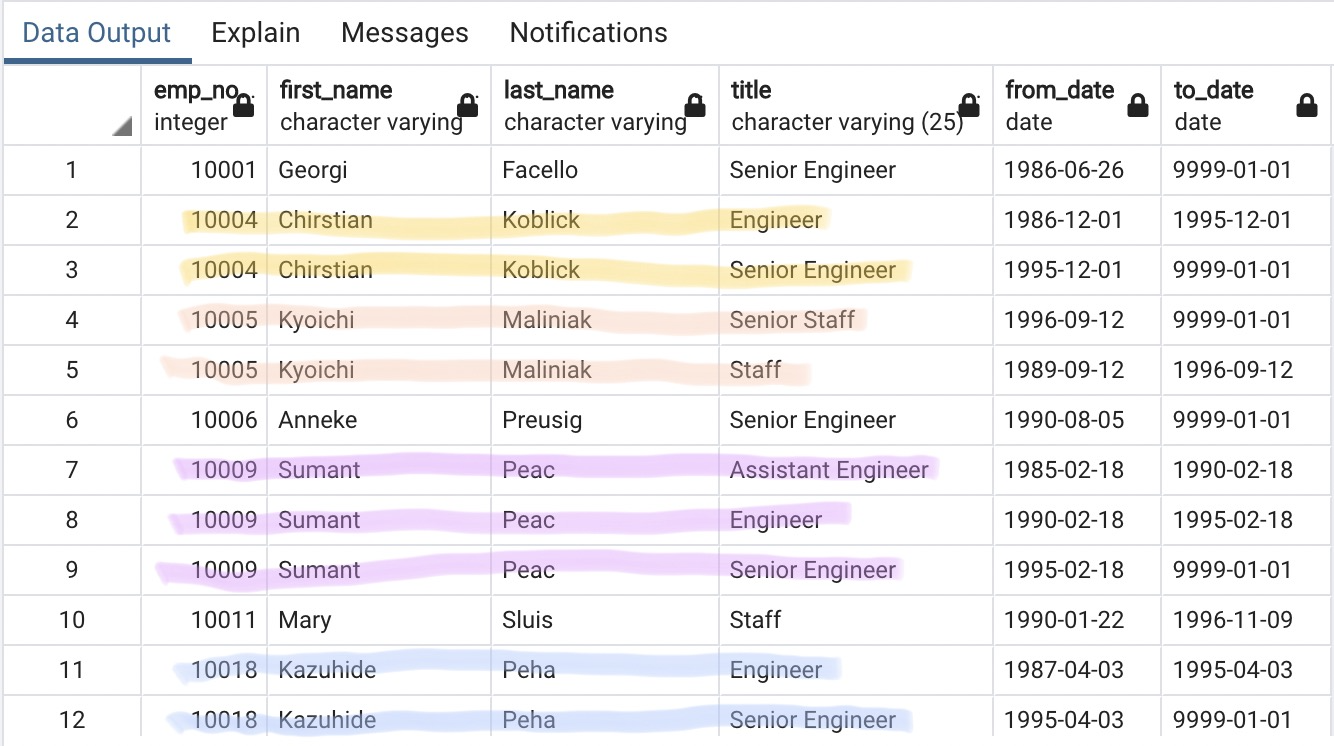 Data Output Explain Messages Notifications
emp_no first_name last_name title from_date to_date
integer character varying character varying character varying (25) date date
1 10001 Georgi Facello Senior Engineer 1986-06-26 9999-01-01
2 10004 Chirstian Koblick Engineer 1986-12-01 1995-12-01
3 10004 Chirstian Koblick Senior Engineer 1995-12-01 9999-01-01
4 10005 Kyoichi Maliniak Senior Staff 1996-09-12 9999-01-01
5 10005 Kyoichi Maliniak Staff 1989-09-12 1996-09-12
6 10006 Anneke Preusig Senior Engineer 1990-08-05 9999-01-01
7 10009 Sumant Peac Assistant Engineer 1985-02-18 1990-02-18
8 10009 Sumant Peac Engineer 1990-02-18 1995-02-18
9 10009 Sumant Peac Senior Engineer 1995-02-18 9999-01-01
10 10011 Mary Sluis Staff 1990-01-22 1996-11-09
11 10018 Kazuhide Peha Engineer 1987-04-03 1995-04-03
12 10018 Kazuhide Peha Senior Engineer 1995-04-03 9999-01-01